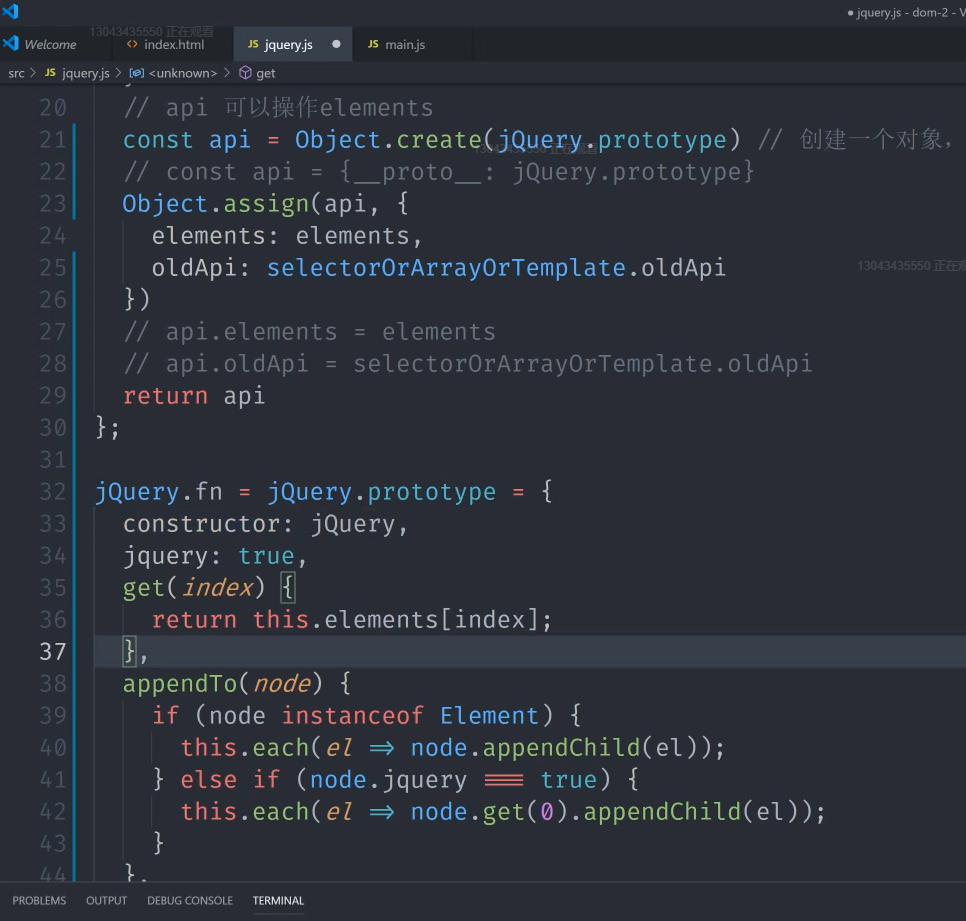 ● jquery.js - dom-2 - V
13043435550 正在观看
Welcome
<> index.html
JS jquery.js ●
JS main.js
src > JS jquery.js > <unknown> > get
20 // api 可以操作elements
21 const api = Object.create(jQuery.prototype) // 创建一个对象，
13043435550 正在观看
22 // const api = {__proto__: jQuery.prototype}
23 Object.assign(api, {
24 elements: elements,
25 oldApi: selectorOrArrayOrTemplate.oldApi
13043435550 正在观
26 })
27 // api.elements = elements
28 // api.oldApi = selectorOrArrayOrTemplate.oldApi
29 return api
30 };
31
32 jQuery.fn = jQuery.prototype = {
33 constructor: jQuery,
34 jquery: true,
35 get(index) {
36 return this.elements[index];
37 },
38 appendTo(node) {
39 if (node instanceof Element) {
40 this.each(el => node.appendChild(el));
41 } else if (node.jquery === true) {
42 this.each(el => node.get(0).appendChild(el));
43 }
44 },
PROBLEMS OUTPUT DEBUG CONSOLE TERMINAL